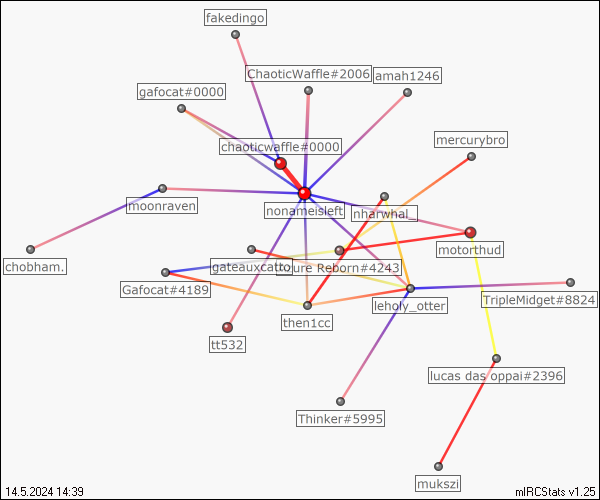 fakedingo
ChaoticWaffle#2006
amah1246
gafocat#0000
mercurybro
chaoticwaffle#0000
moonraven
nonameisleft
nharwhal_
motorthud
chobham.
gateauxcatto
Reborn#4243
Gafocat#4189
leholy_otter
TripleMidget#8824
then1cc
tt532
lucas das oppai#2396
Thinker#5995
mukszi
14.5.2024 14:39
mIRCStats v1.25